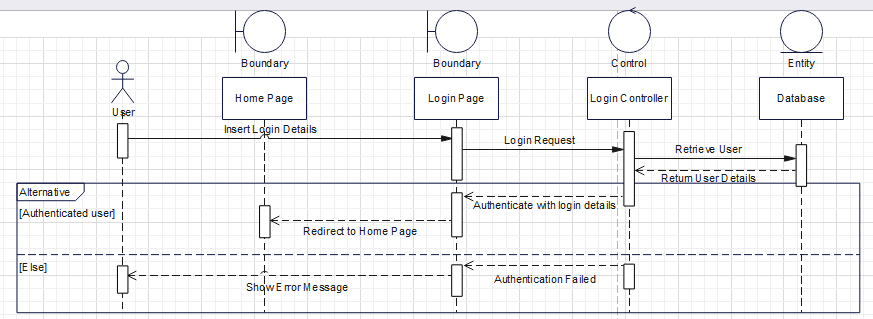 Boundary
Boundary
Control
Entity
User
Home Page
Login Page
Login Controller
Database
Insert Login Details
Login Request
Retrieve User
Return User Details
Alternative
[Authenticated user]
Authenticate with login details
Redirect to Home Page
[Else]
Authentication Failed
Show Error Message